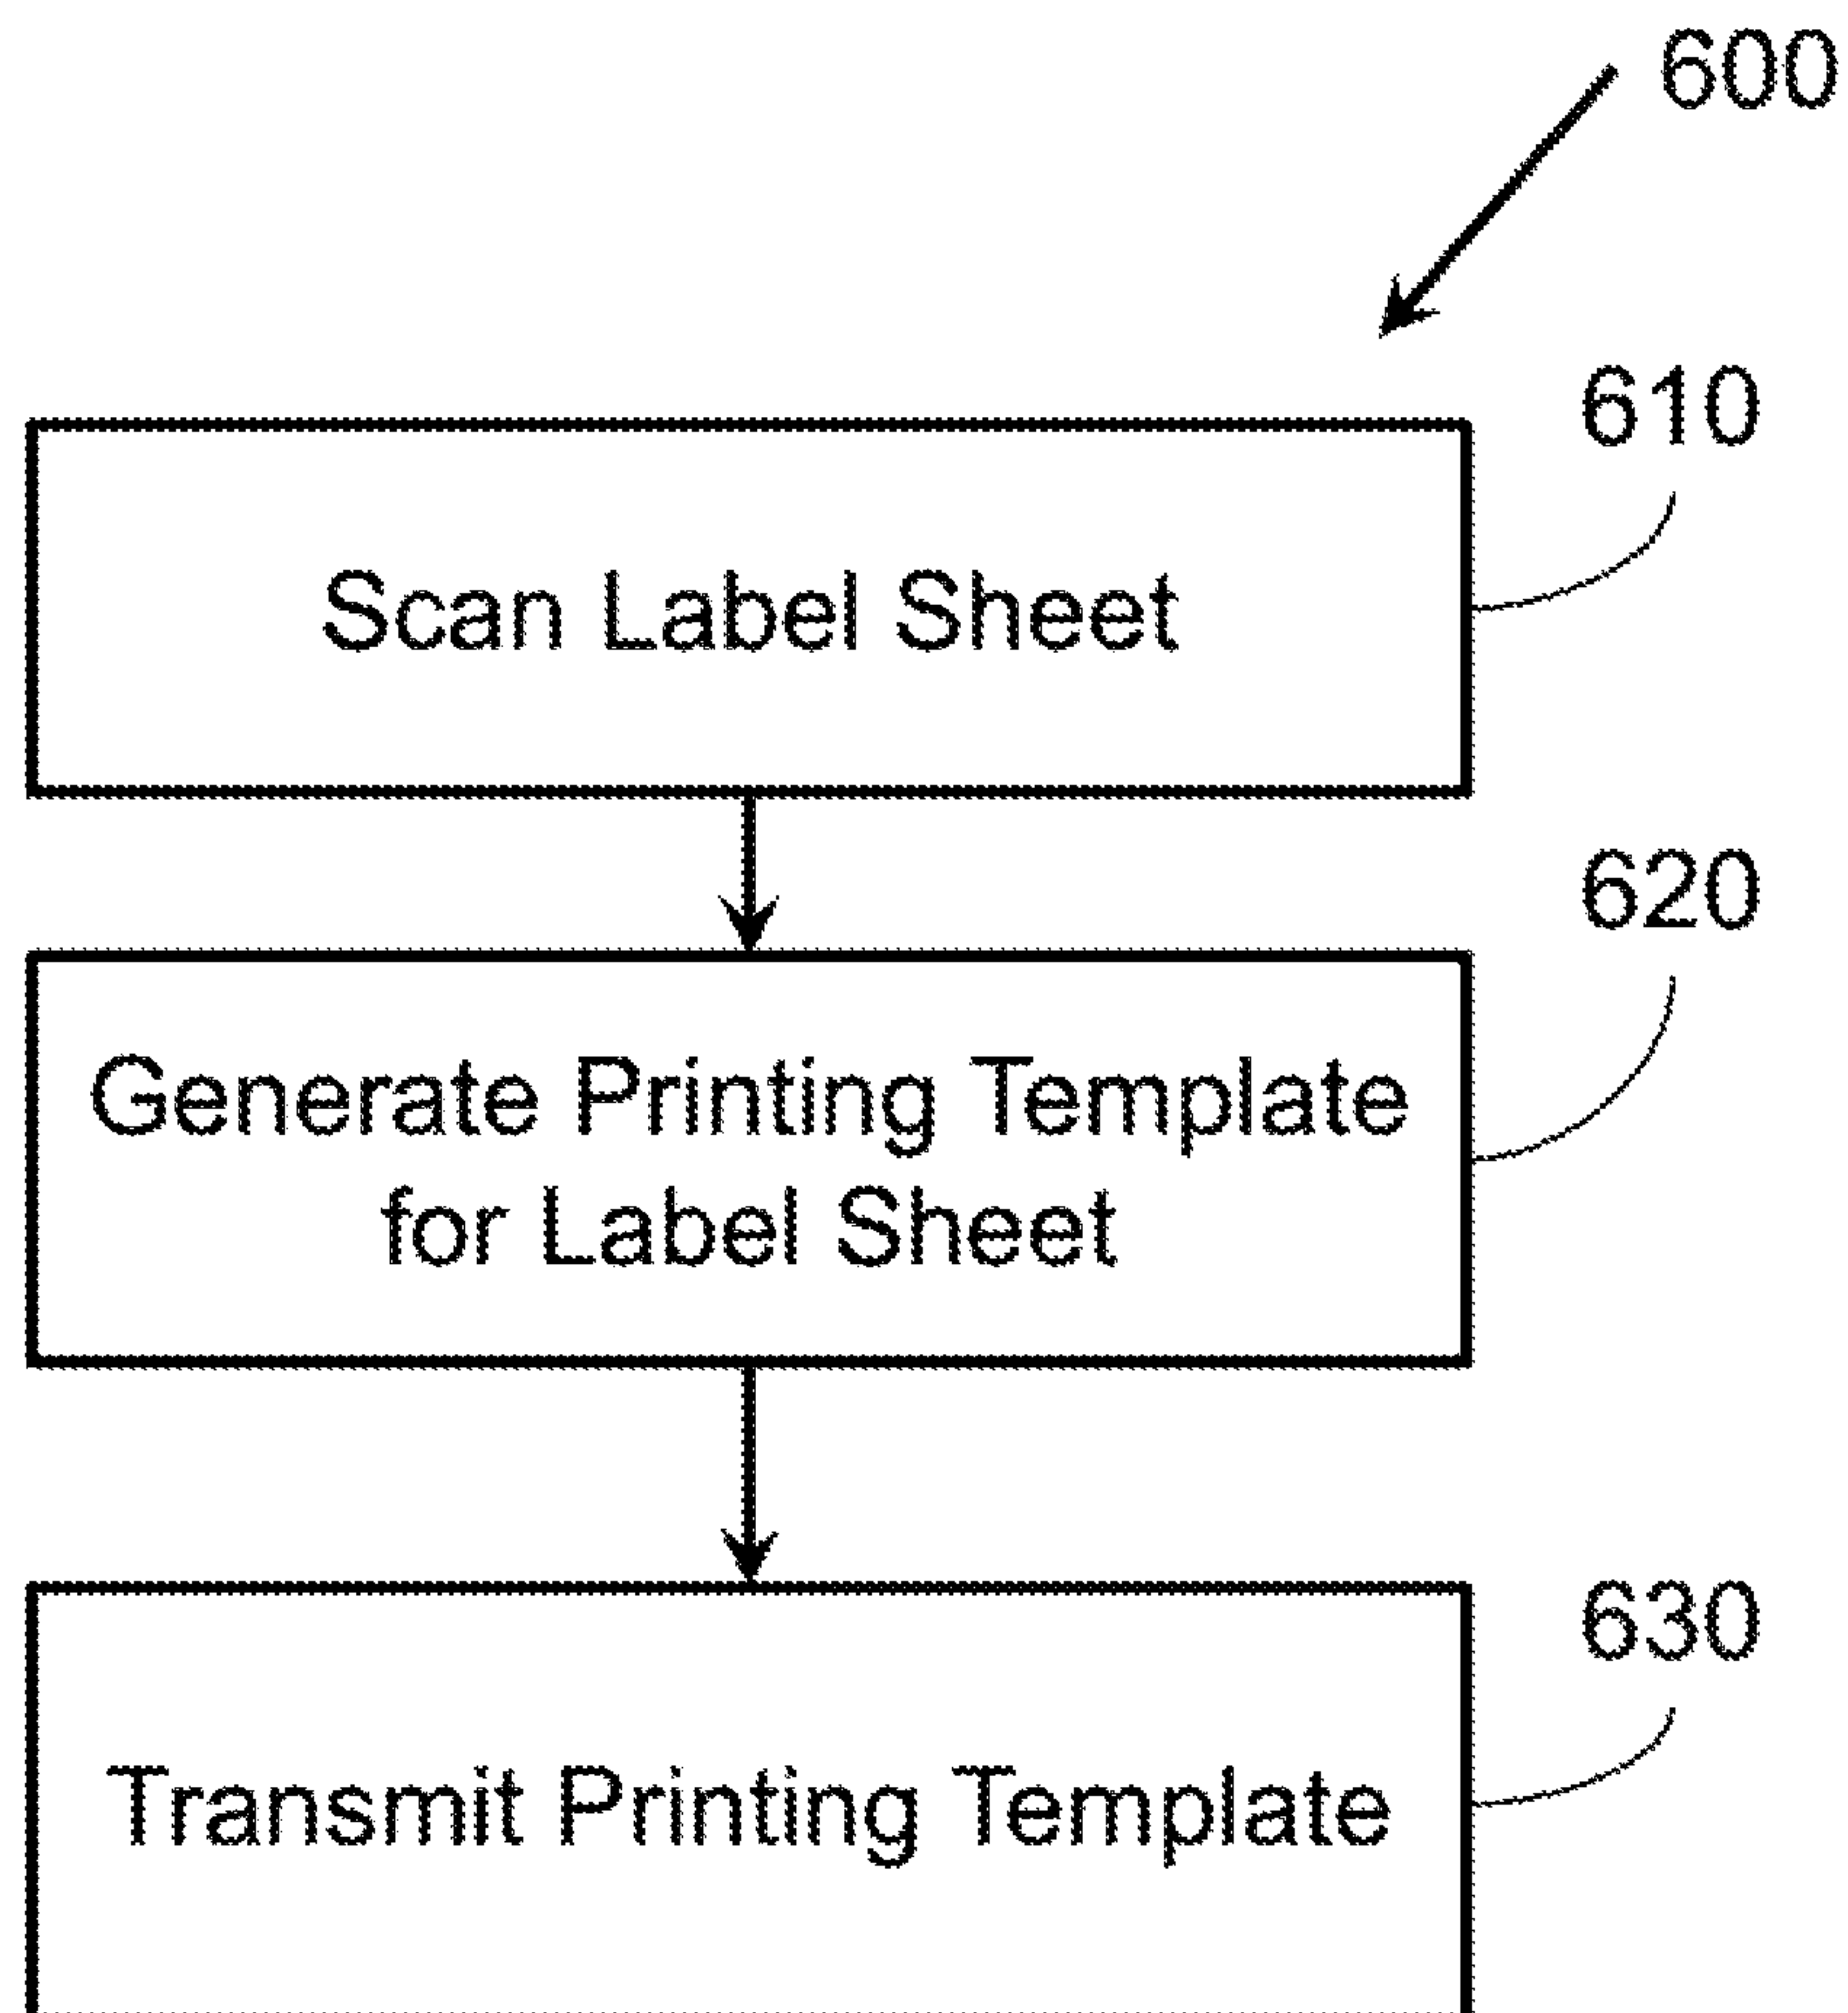 600
610
Scan Label Sheet
620
Generate Printing Template
for Label Sheet
630
Transmit Printing Template